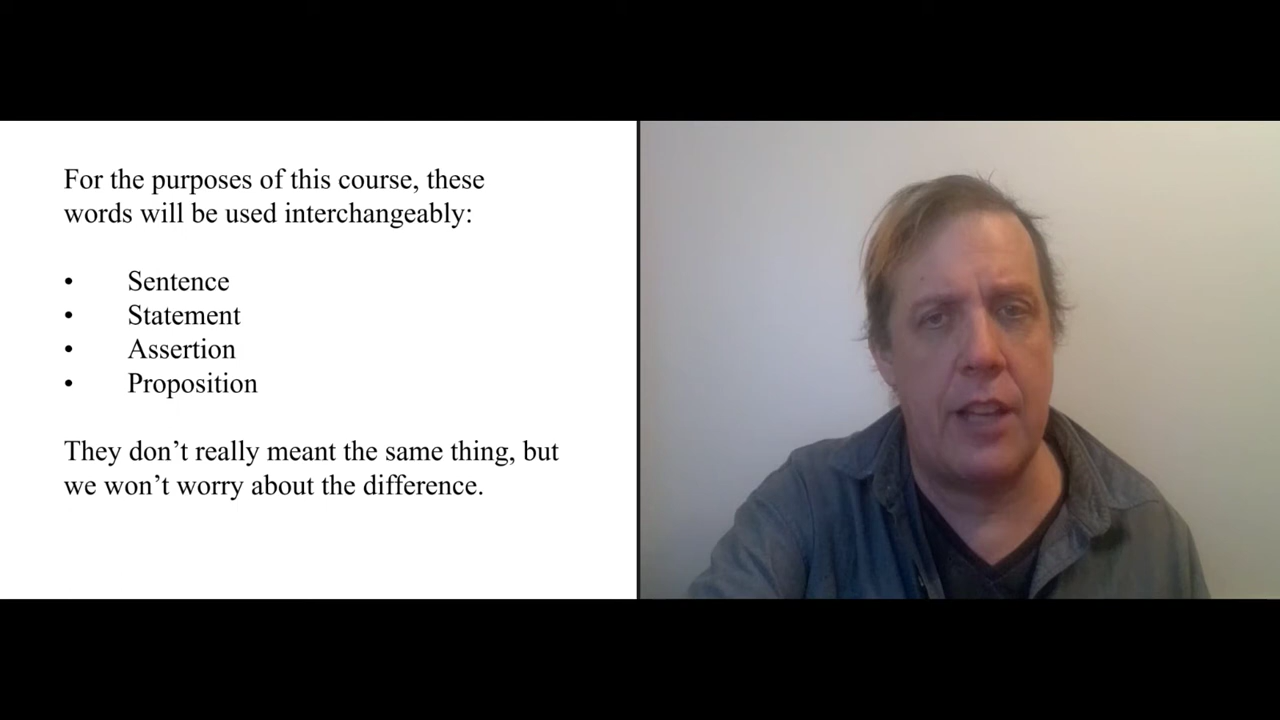 For the purposes of this course, these
words will be used interchangeably:
• Sentence
• Statement
• Assertion
• Proposition
They don’t really meant the same thing, but
we won’t worry about the difference.